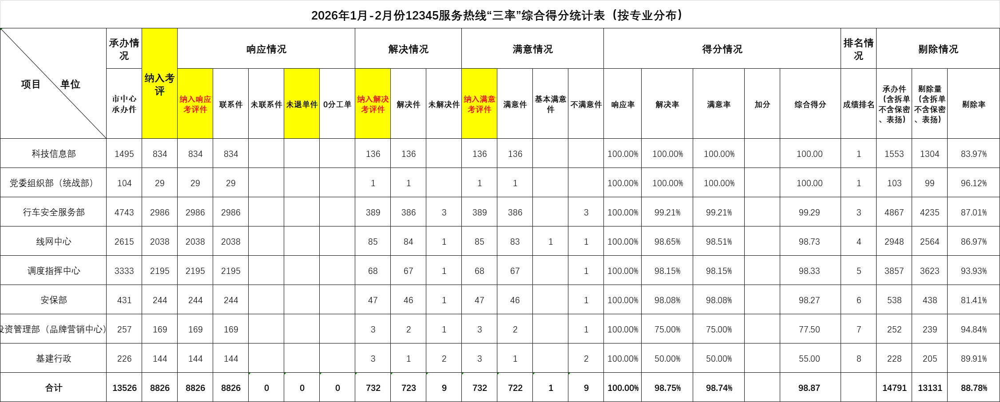 2026年1月-2月份12345服务热线“三率”综合得分统计表（按专业分布）
项目 单位 承办情况 纳入考评 响应情况 解决情况 满意情况 得分情况 排名情况 剔除情况
市中心承办件 纳入响应考评件 联系件 未联系件 未退单件 0分工单 纳入解决考评件 解决件 未解决件 纳入满意考评件 满意件 基本满意件 不满意件 响应率 解决率 满意率 加分 综合得分 成绩排名 承办件（含拆单不含保密、表扬） 剔除量（含拆单不含保密、表扬） 剔除率
科技信息部 1495 834 834 834 136 136 136 136 100.00% 100.00% 100.00% 100.00 1 1553 1304 83.97%
党委组织部（统战部） 104 29 29 29 1 1 1 1 100.00% 100.00% 100.00% 100.00 1 103 99 96.12%
行车安全服务部 4743 2986 2986 2986 389 386 3 389 386 3 100.00% 99.21% 99.21% 99.29 3 4867 4235 87.01%
线网中心 2615 2038 2038 2038 85 84 1 85 83 1 1 100.00% 98.65% 98.51% 98.73 4 2948 2564 86.97%
调度指挥中心 3333 2195 2195 2195 68 67 1 68 67 1 100.00% 98.15% 98.15% 98.33 5 3857 3623 93.93%
安保部 431 244 244 244 47 46 1 47 46 1 100.00% 98.08% 98.08% 98.27 6 538 438 81.41%
投资管理部（品牌营销中心） 257 169 169 169 3 2 1 3 2 1 100.00% 75.00% 75.00% 77.50 7 252 239 94.84%
基建行政 226 144 144 144 3 1 2 3 1 2 100.00% 50.00% 50.00% 55.00 8 228 205 89.91%
合计 13526 8826 8826 8826 0 0 0 732 723 9 732 722 1 9 100.00% 98.75% 98.74% 98.87 14791 13131 88.78%